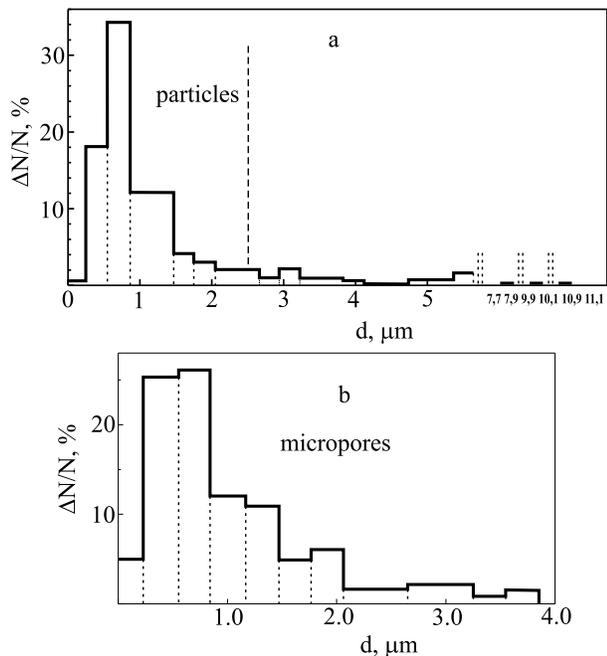 a
ΔN/N, %
30
20
10
particles
0 1 2 3 4 5
7,7 7,9 9,9 10,1 10,9 11,1
d, μm
b
ΔN/N, %
20
10
micropores
1.0 2.0 3.0 4.0
d, μm